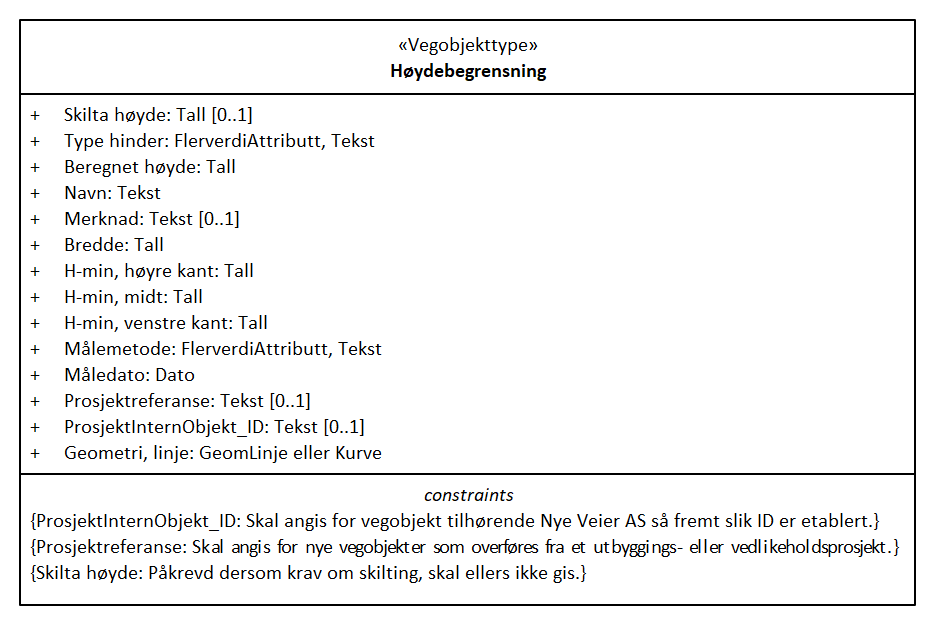 «Vegobjekttype»
Høydebegrensning
+ Skilta høyde: Tall [0..1]
+ Type hinder: FlerverdiAttributt, Tekst
+ Beregnet høyde: Tall
+ Navn: Tekst
+ Merknad: Tekst [0..1]
+ Bredde: Tall
+ H-min, høyre kant: Tall
+ H-min, midt: Tall
+ H-min, venstre kant: Tall
+ Målemetode: FlerverdiAttributt, Tekst
+ Måledato: Dato
+ Prosjektreferanse: Tekst [0..1]
+ ProsjektInternObjekt_ID: Tekst [0..1]
+ Geometri, linje: GeomLinje eller Kurve
constraints
{ProsjektInternObjekt_ID: Skal angis for vegobjekt tilhørende Nye Veier AS så fremt slik ID er etablert.}
{Prosjektreferanse: Skal angis for nye vegobjekter som overføres fra et utbyggings- eller vedlikeholdsprosjekt.}
{Skilta høyde: Påkrevd dersom krav om skilting, skal ellers ikke gis.}